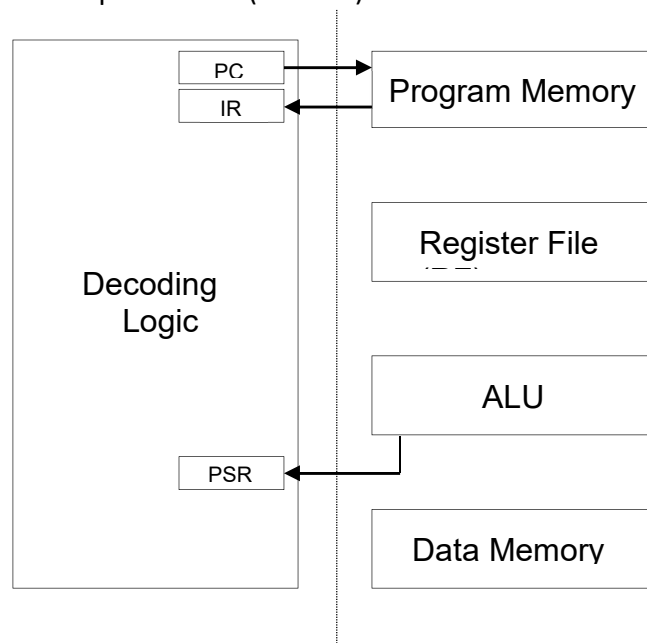 PC
Program Memory
IR
Register File
Decoding
Logic
ALU
PSR
Data Memory